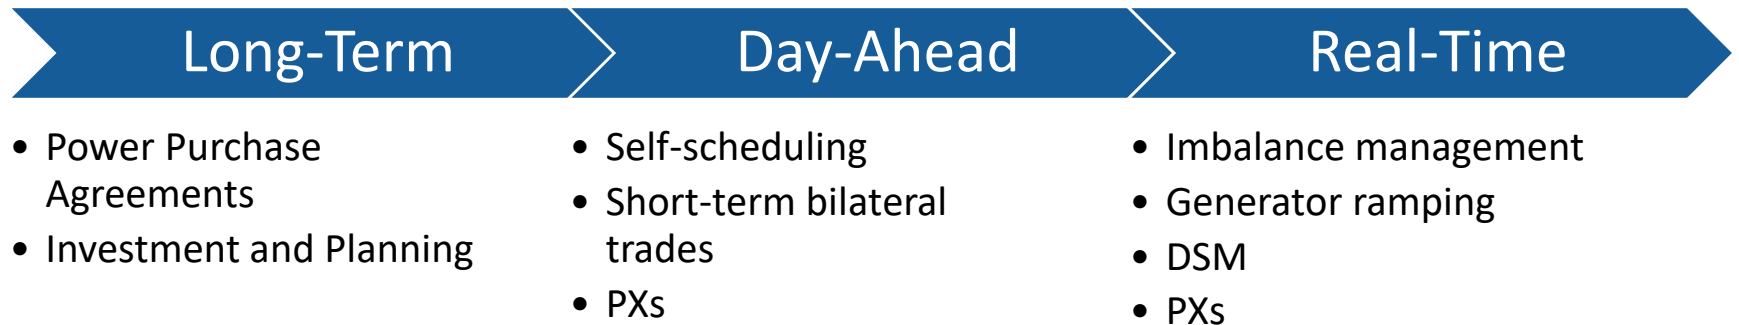 Long-Term
Day-Ahead
Real-Time
• Power Purchase
Agreements
• Investment and Planning
• Self-scheduling
• Short-term bilateral
trades
• PXs
• Imbalance management
• Generator ramping
• DSM
• PXs